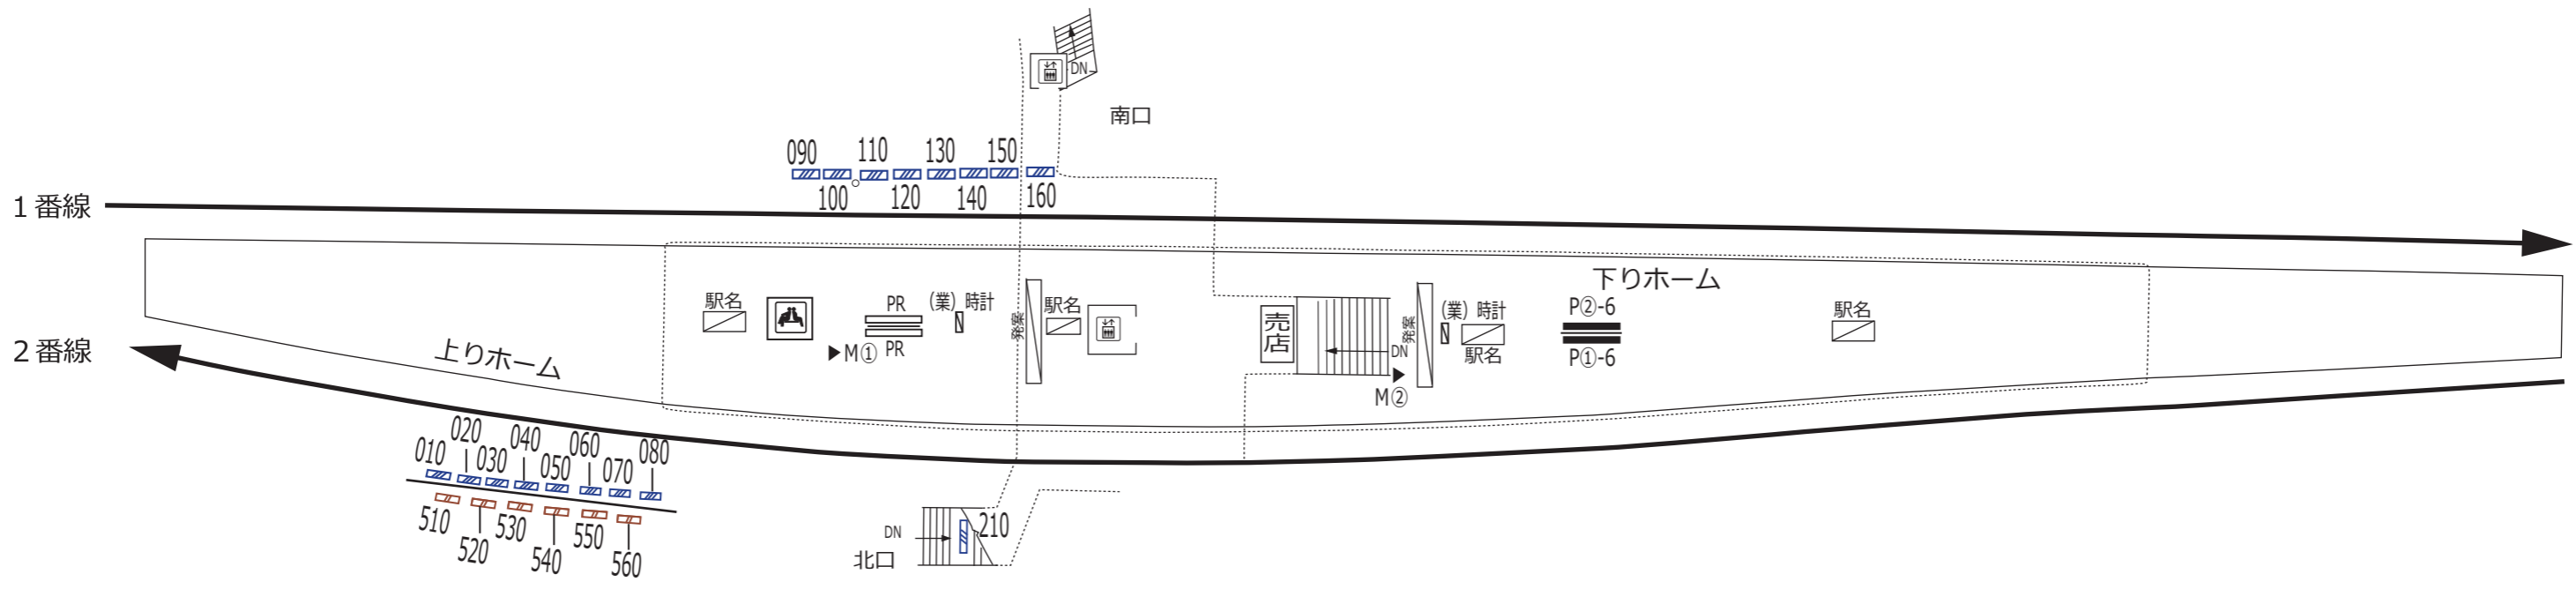 DN
南口
090 110 130 150
100 120 140 160
1番線
下りホーム
駅名
PR
(業) 時計
駅名
発案
売店
DN
発案
(業) 時計
駅名
P②-6
P①-6
駅名
▶M①
PR
M②
2番線
上りホーム
010 020 030 040 050 060 070 080
510 520 530 540 550 560
DN
210
北口